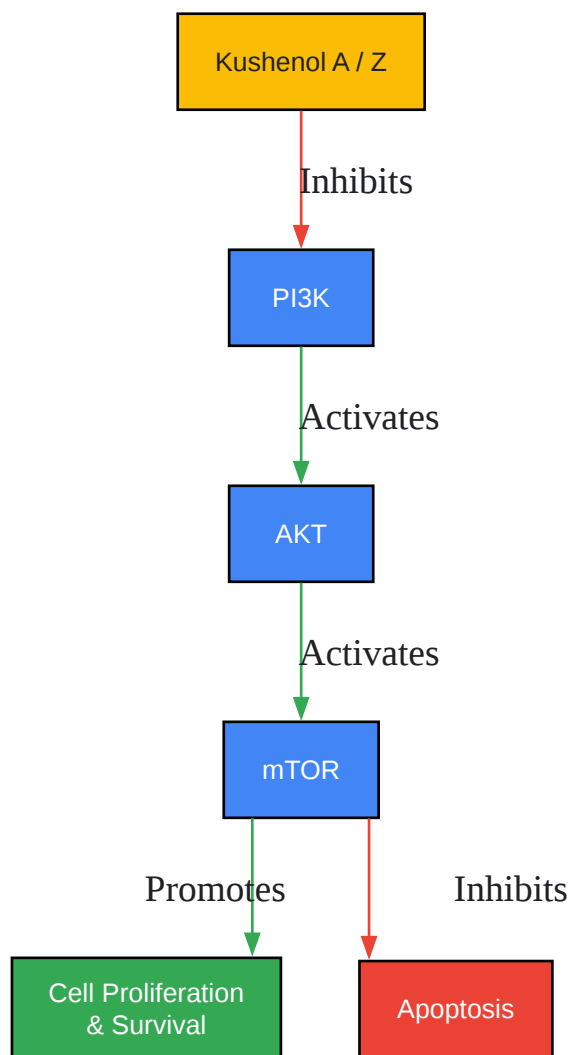 Kushenol A / Z
Inhibits
PI3K
Activates
AKT
Activates
mTOR
Promotes
Inhibits
Cell Proliferation
& Survival
Apoptosis